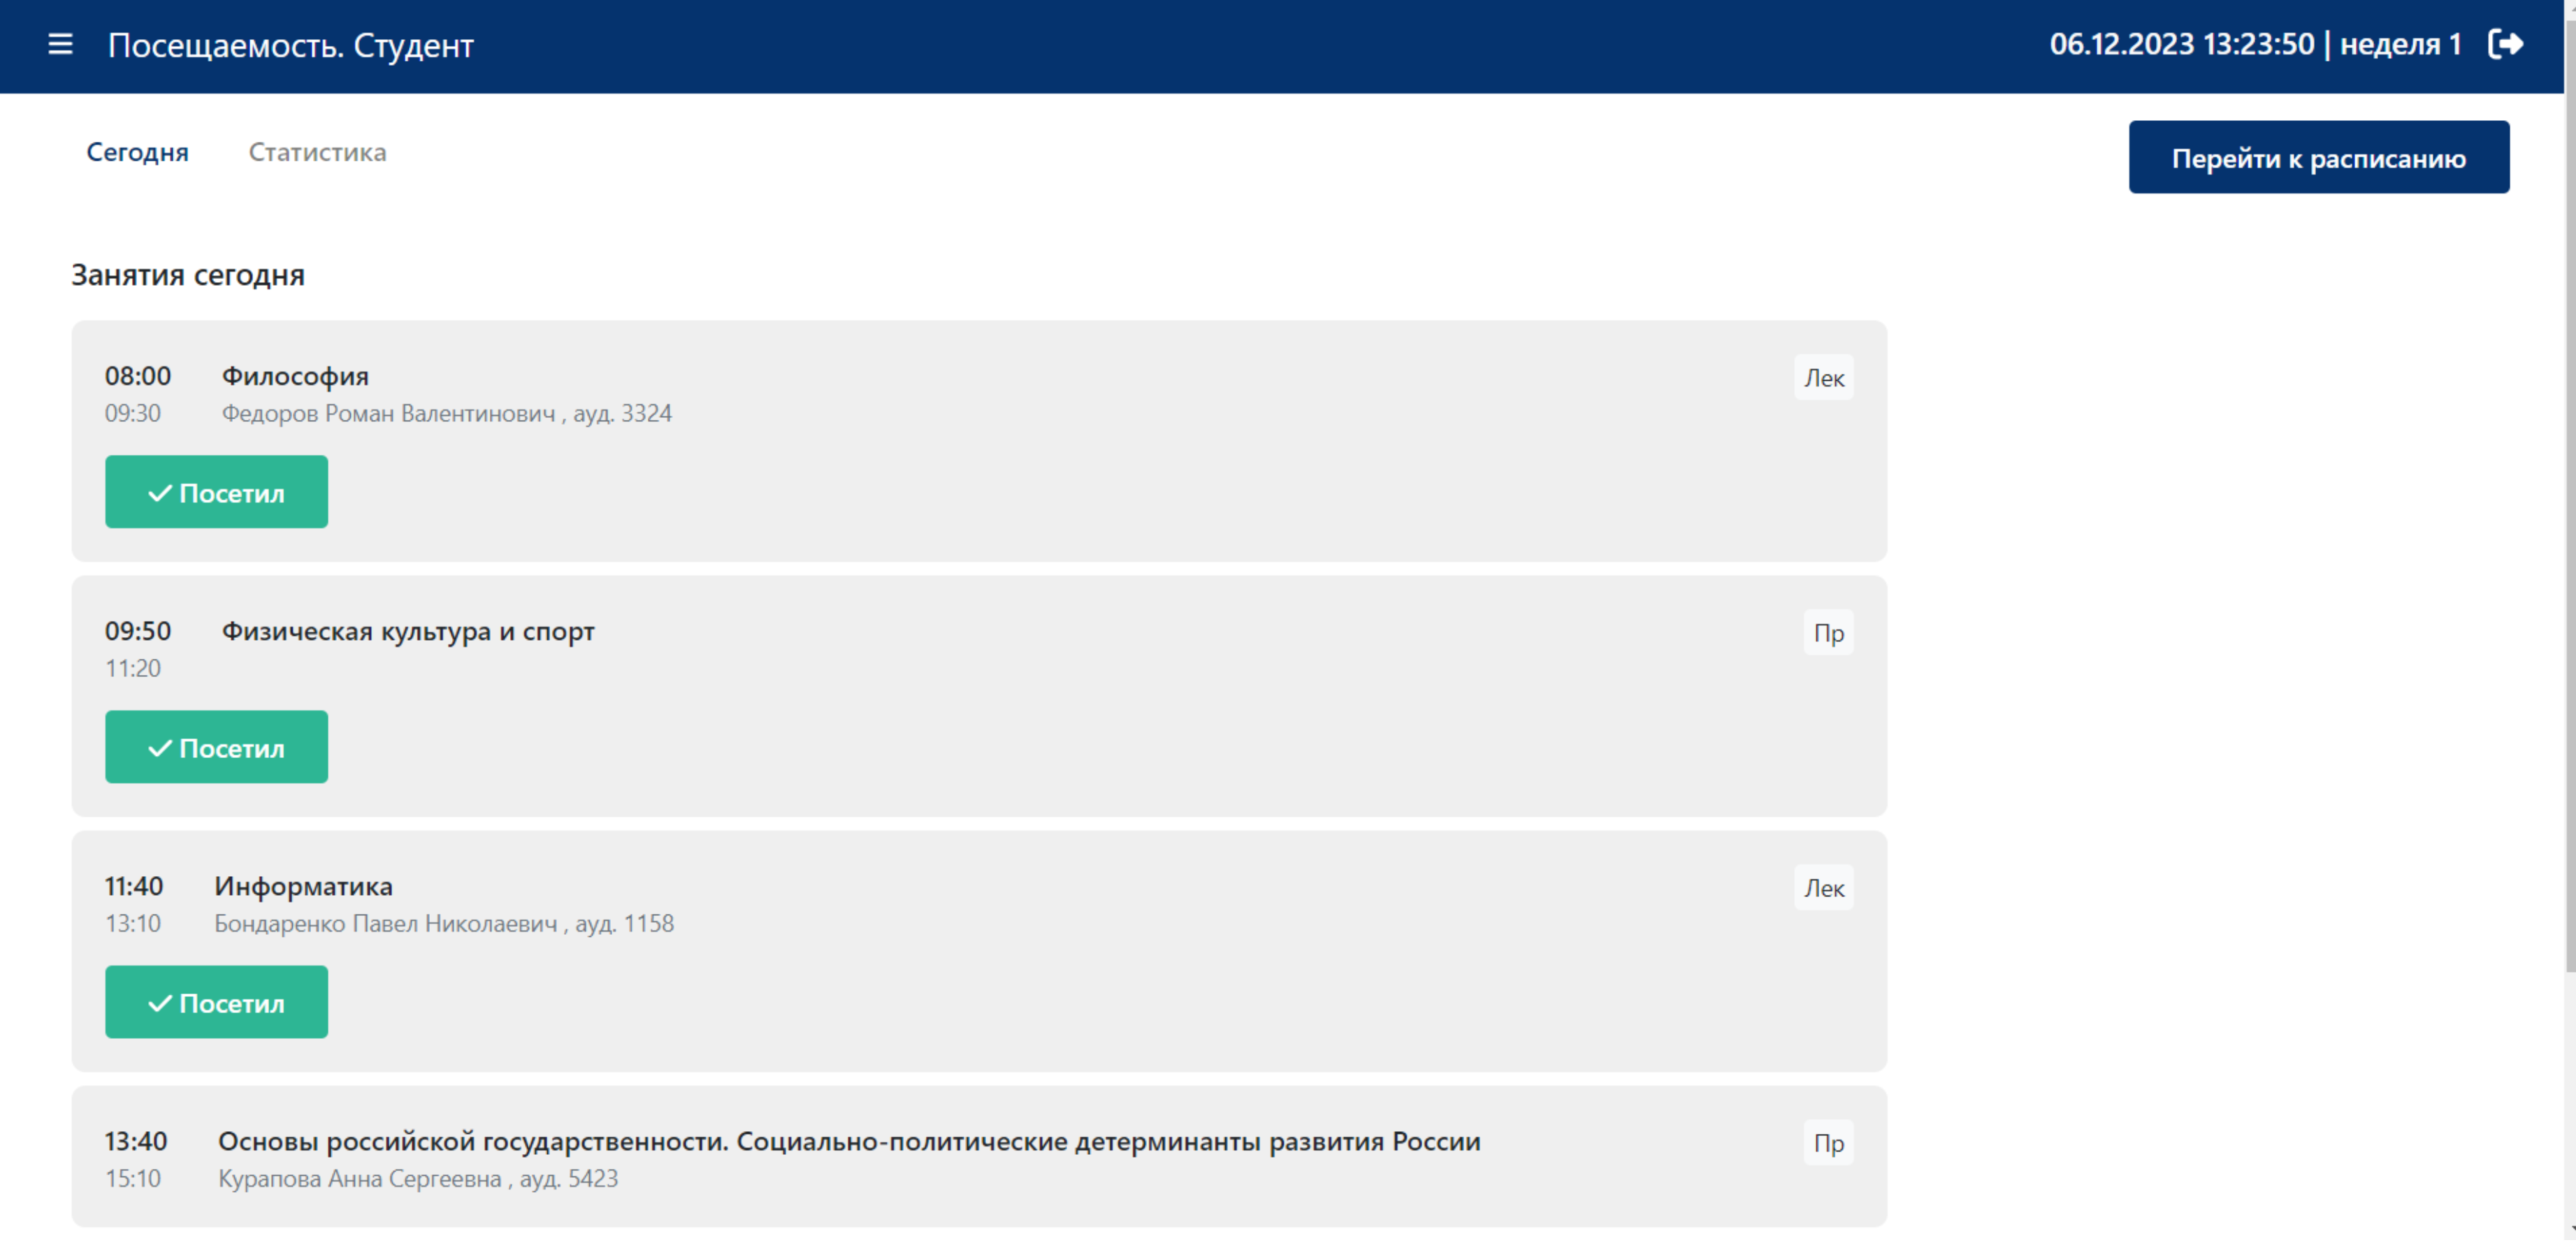 Посещаемость. Студент
06.12.2023 13:23:50 | неделя 1
Сегодня
Статистика
Перейти к расписанию
Занятия сегодня
08:00 Философия Лек
09:30 Федоров Роман Валентинович , ауд. 3324
Посетил
09:50 Физическая культура и спорт Пр
11:20
Посетил
11:40 Информатика Лек
13:10 Бондаренко Павел Николаевич , ауд. 1158
Посетил
13:40 Основы российской государственности. Социально-политические детерминанты развития России Пр
15:10 Курапова Анна Сергеевна , ауд. 5423